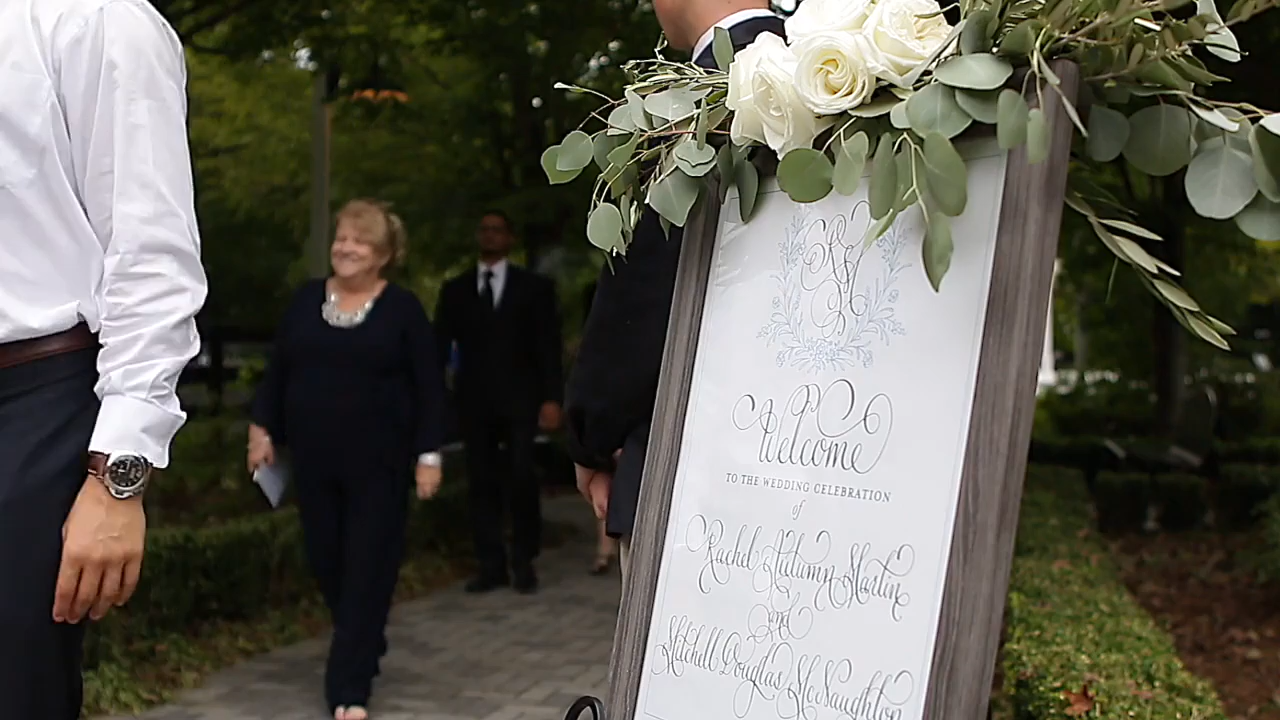 Welcome
TO THE WEDDING CELEBRATION
of
Rachel Autumn Martin
and
Mitchell Douglas McNaughton